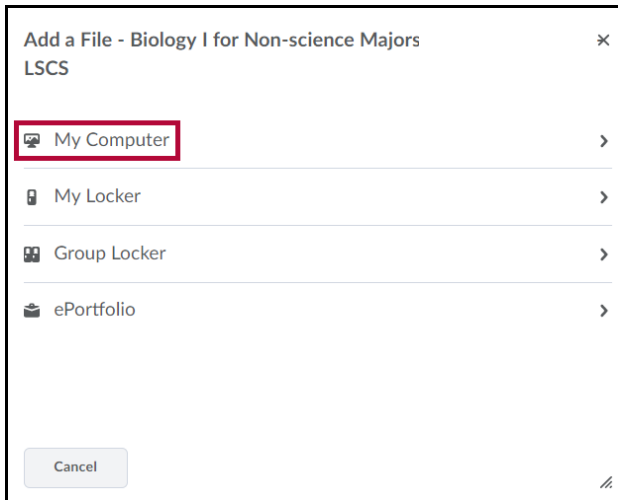 Add a File - Biology I for Non-science Majors
LSCS
My Computer
My Locker
Group Locker
ePortfolio
Cancel